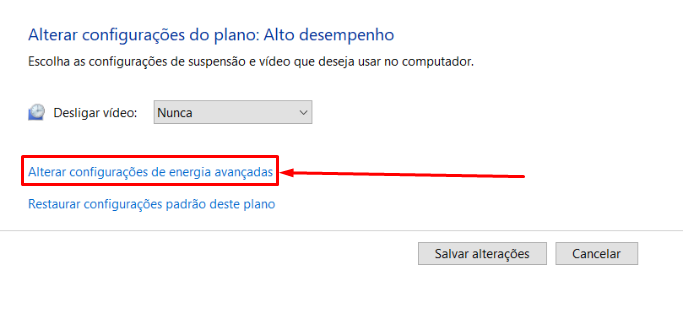 Alterar configurações do plano: Alto desempenho
Escolha as configurações de suspensão e vídeo que deseja usar no computador.
Desligar vídeo: Nunca
Alterar configurações de energia avançadas
Restaurar configurações padrão deste plano
Salvar alterações Cancelar